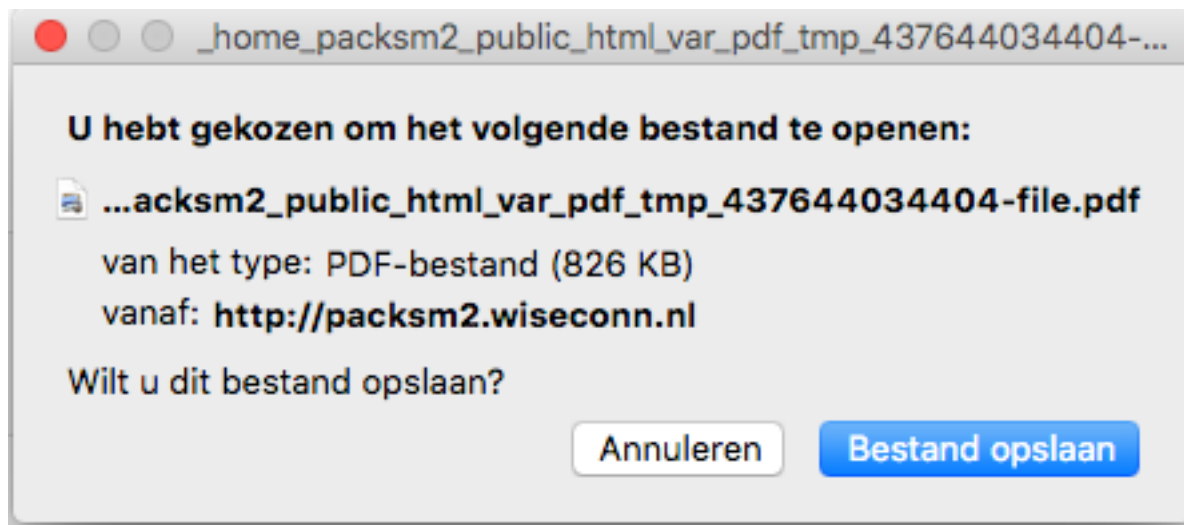 _home_packsm2_public_html_var_pdf_tmp_437644034404-...
U hebt gekozen om het volgende bestand te openen:
...acksm2_public_html_var_pdf_tmp_437644034404-file.pdf
van het type: PDF-bestand (826 KB)
vanaf: http://packsm2.wiseconn.nl
Wilt u dit bestand opslaan?
Annuleren Bestand opslaan